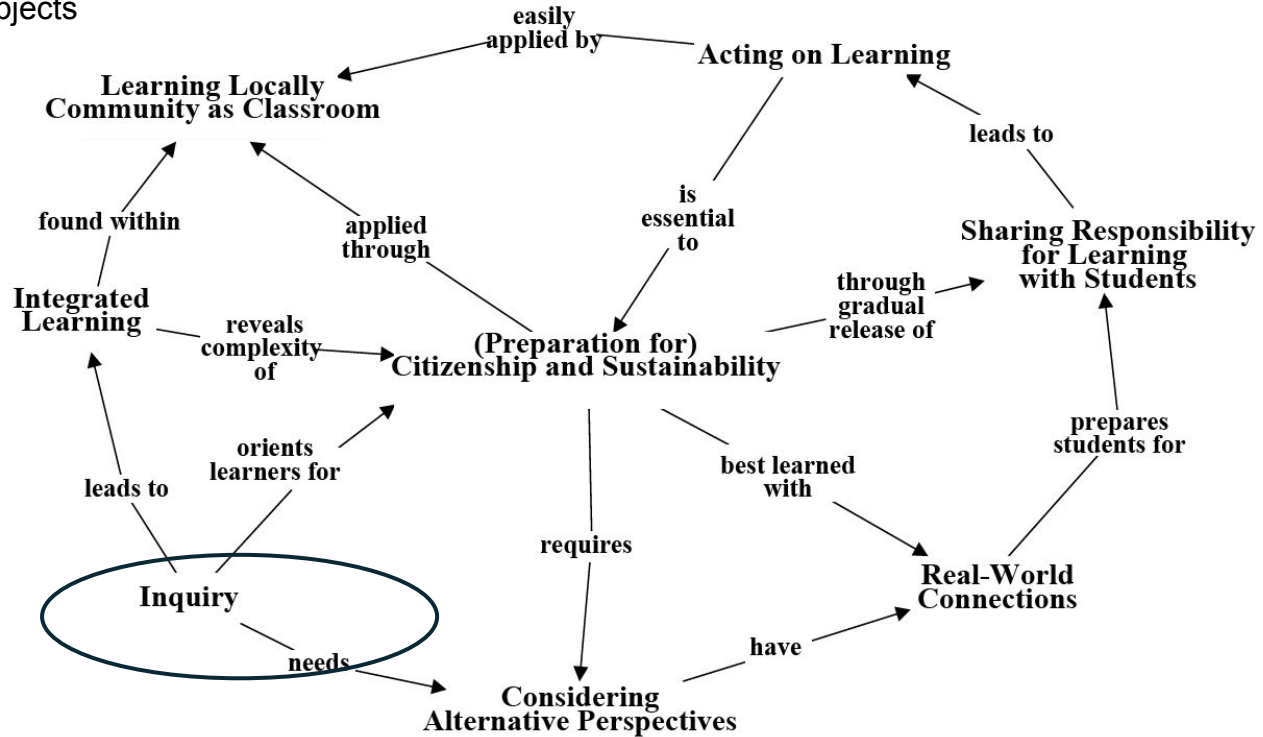 bjects
easily
applied by
Acting on Learning
Learning Locally
Community as Classroom
leads to
is
essential
to
found within
applied
through
Sharing Responsibility
for Learning
with Students
through
gradual
release of
Integrated
Learning
reveals
complexity
of
(Preparation for)
Citizenship and Sustainability
prepares
students for
orients
learners for
best learned
with
leads to
requires
Real-World
Connections
Inquiry
have
needs
Considering
Alternative Perspectives